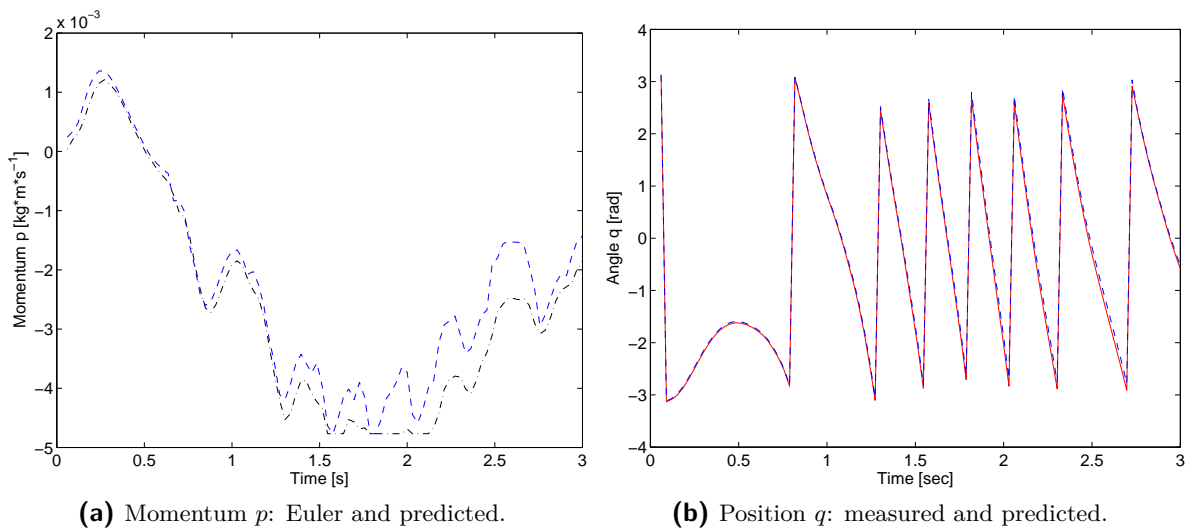 x 10⁻³
2
1
0
−1
−2
−3
−4
−5
Momentum p [kg*m*s⁻¹]
0 0.5 1 1.5 2 2.5 3
Time [s]
(a) Momentum p: Euler and predicted.
4
3
2
1
0
−1
−2
−3
−4
Angle q [rad]
0 0.5 1 1.5 2 2.5 3
Time [sec]
(b) Position q: measured and predicted.